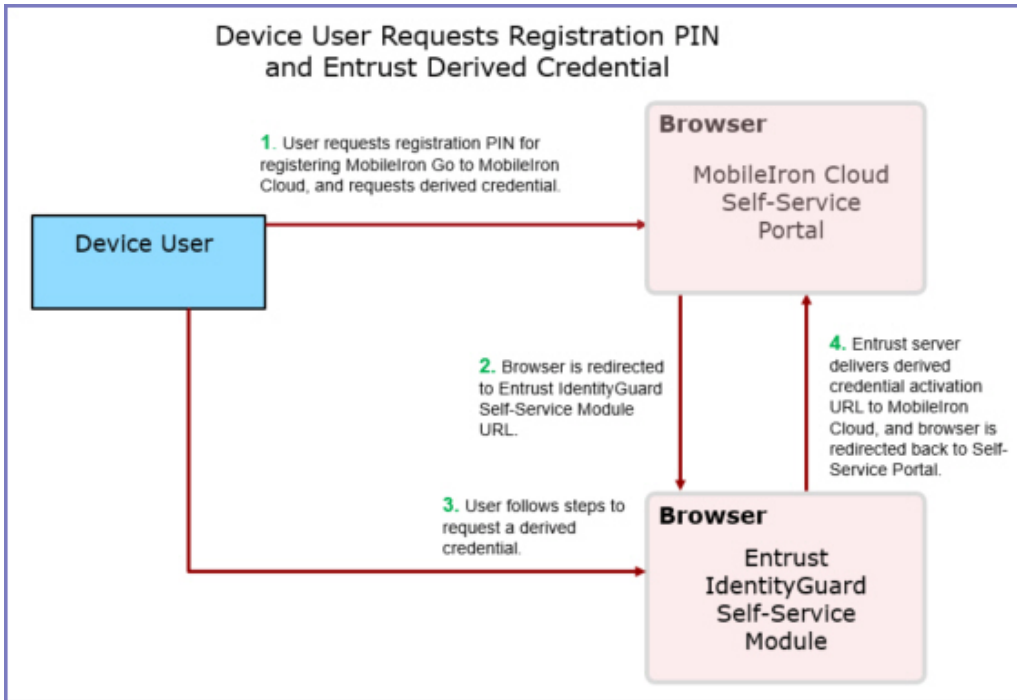 Device User Requests Registration PIN
and Entrust Derived Credential
1. User requests registration PIN for
registering MobileIron Go to MobileIron
Cloud, and requests derived credential.
Browser
MobileIron Cloud
Self-Service
Portal
Device User
2. Browser is redirected
to Entrust IdentityGuard
Self-Service Module
URL.
4. Entrust server
delivers derived
credential activation
URL to MobileIron
Cloud, and browser is
redirected back to Self-
Service Portal.
3. User follows steps to
request a derived
credential.
Browser
Entrust
IdentityGuard
Self-Service
Module